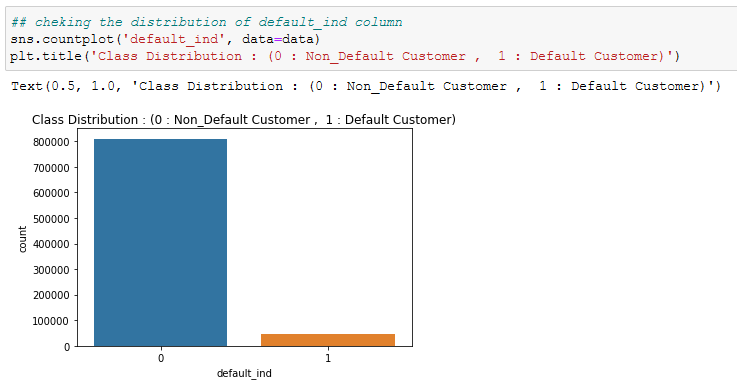 ## cheking the distribution of default_ind column
sns.countplot('default_ind', data=data)
plt.title('Class Distribution : (0 : Non_Default Customer ,  1 : Default Customer)')
Text(0.5, 1.0, 'Class Distribution : (0 : Non_Default Customer ,  1 : Default Customer)')
Class Distribution : (0 : Non_Default Customer ,  1 : Default Customer)
800000
700000
600000
500000
400000
300000
200000
100000
0
count
0 1
default_ind